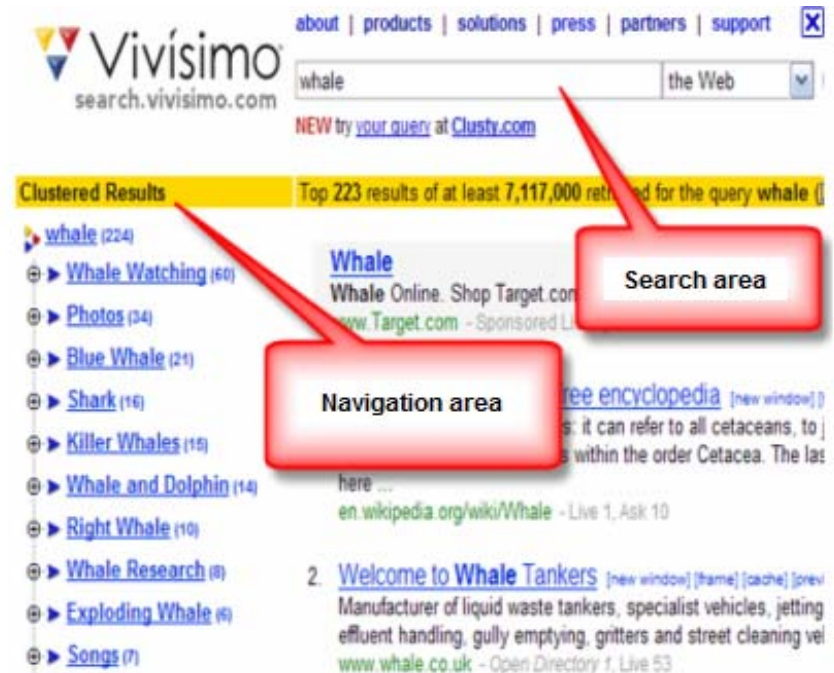 about | products | solutions | press | partners | support
Vivísimo
search.vivisimo.com
whale the Web
NEW try your query at Clusty.com
Clustered Results
Top 223 results of at least 7,117,000 for the query whale (
whale (224)
Whale Watching (60)
Photos (34)
Blue Whale (21)
Shark (16)
Killer Whales (15)
Whale and Dolphin (14)
Right Whale (10)
Whale Research (8)
Exploding Whale (6)
Songs (7)
Search area
Navigation area
Whale
Whale Online. Shop Target.com
www.Target.com - Sponsored
free encyclopedia [new window]
s: it can refer to all cetaceans, to
within the order Cetacea. The
here ...
en.wikipedia.org/wiki/Whale - Live 1, Ask 10
2. Welcome to Whale Tankers [new window] [frame] [cache]
Manufacturer of liquid waste tankers, specialist vehicles, jetting
effluent handling, gully emptying, gritters and street cleaning
www.whale.co.uk - Open Directory 1, Live 53